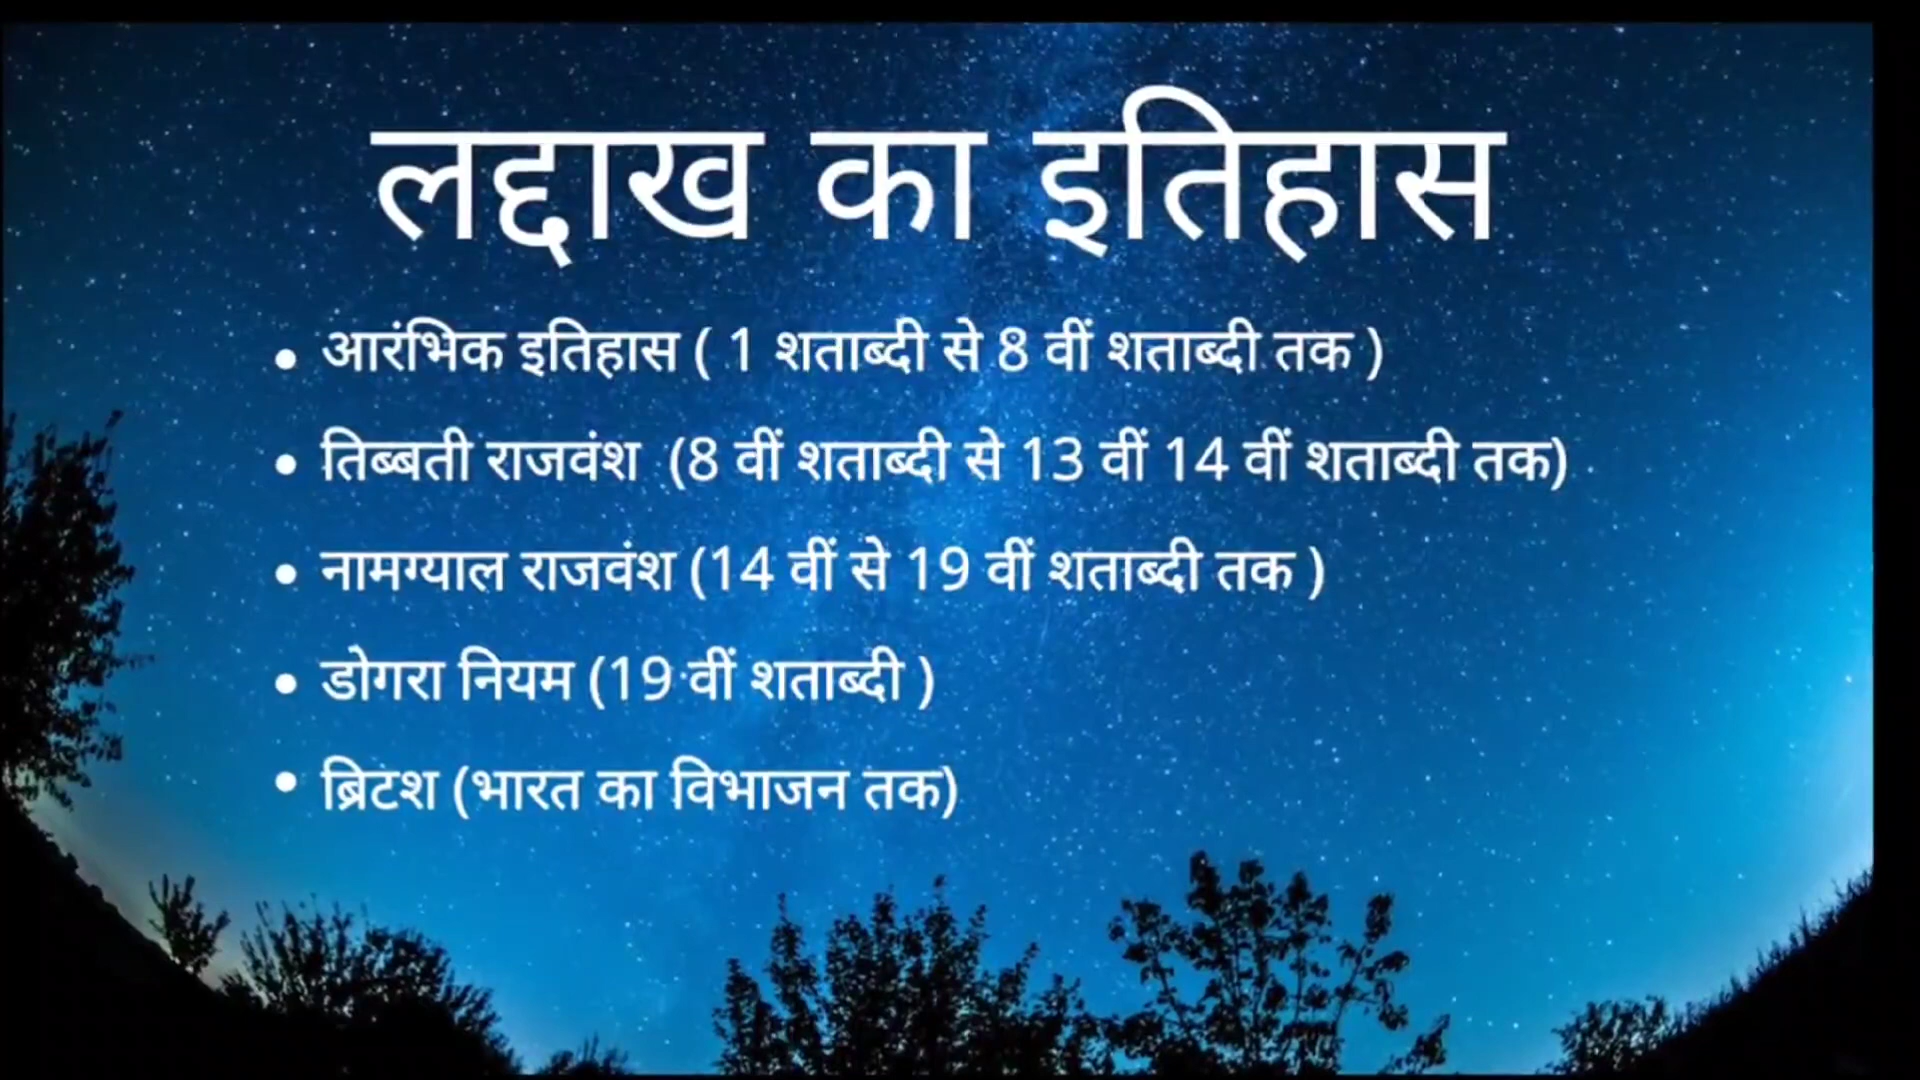 लद्दाख का इतिहास
• आरंभिक इतिहास ( 1 शताब्दी से 8 वीं शताब्दी तक )
• तिब्बती राजवंश (8 वीं शताब्दी से 13 वीं 14 वीं शताब्दी तक)
• नामग्याल राजवंश (14 वीं से 19 वीं शताब्दी तक )
• डोगरा नियम (19 वीं शताब्दी )
• ब्रिटश (भारत का विभाजन तक)